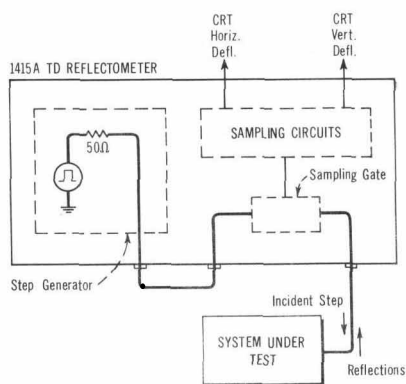 CRT
Horiz.
Defl.
CRT
Vert.
Defl.
1415A TD REFLECTOMETER
50Ω
SAMPLING CIRCUITS
Sampling Gate
Step Generator
Incident Step
SYSTEM UNDER
TEST
Reflections